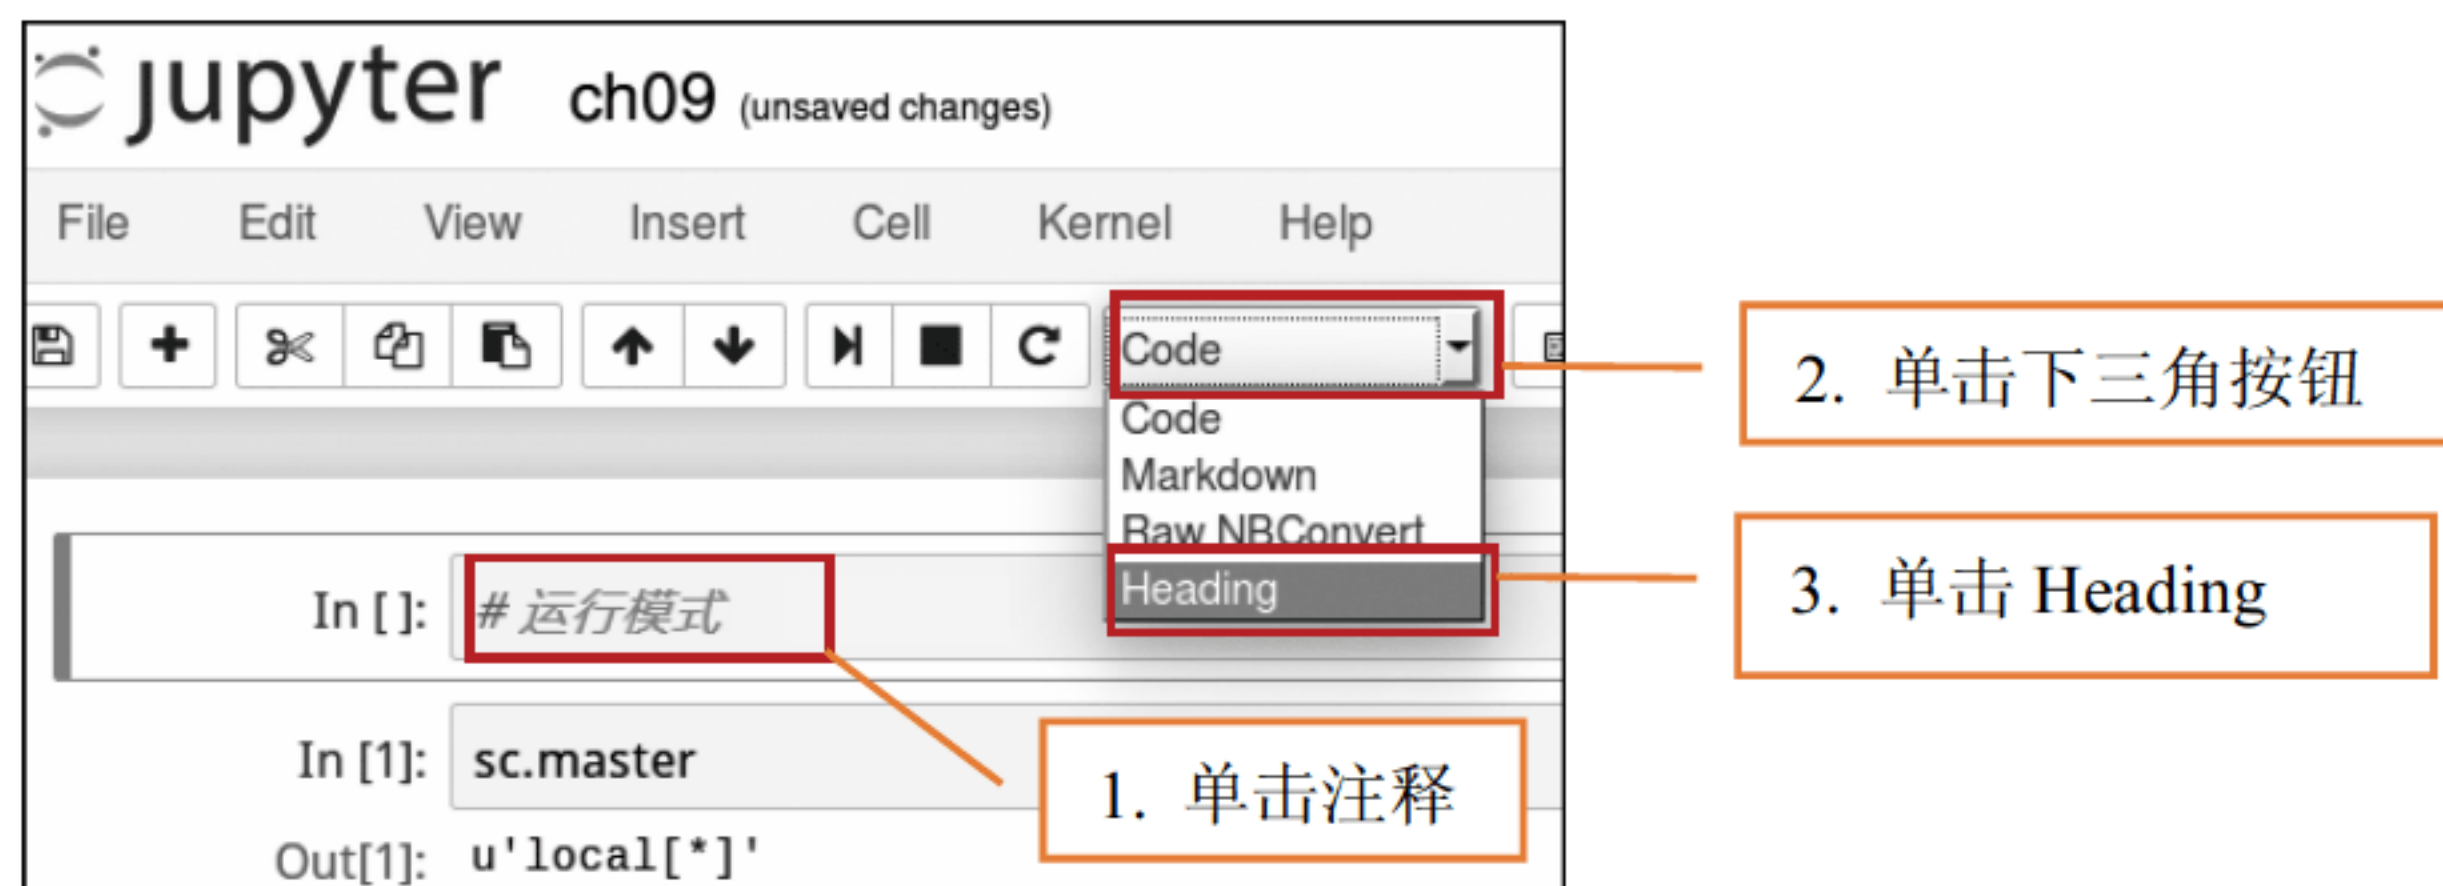 jupyter ch09 (unsaved changes)
File Edit View Insert Cell Kernel Help
Code
Code
Markdown
Raw NBConvert
Heading
2. 单击下三角按钮
3. 单击 Heading
In [ ]: # 运行模式
In [1]: sc.master
1. 单击注释
Out[1]: u'local[*]'